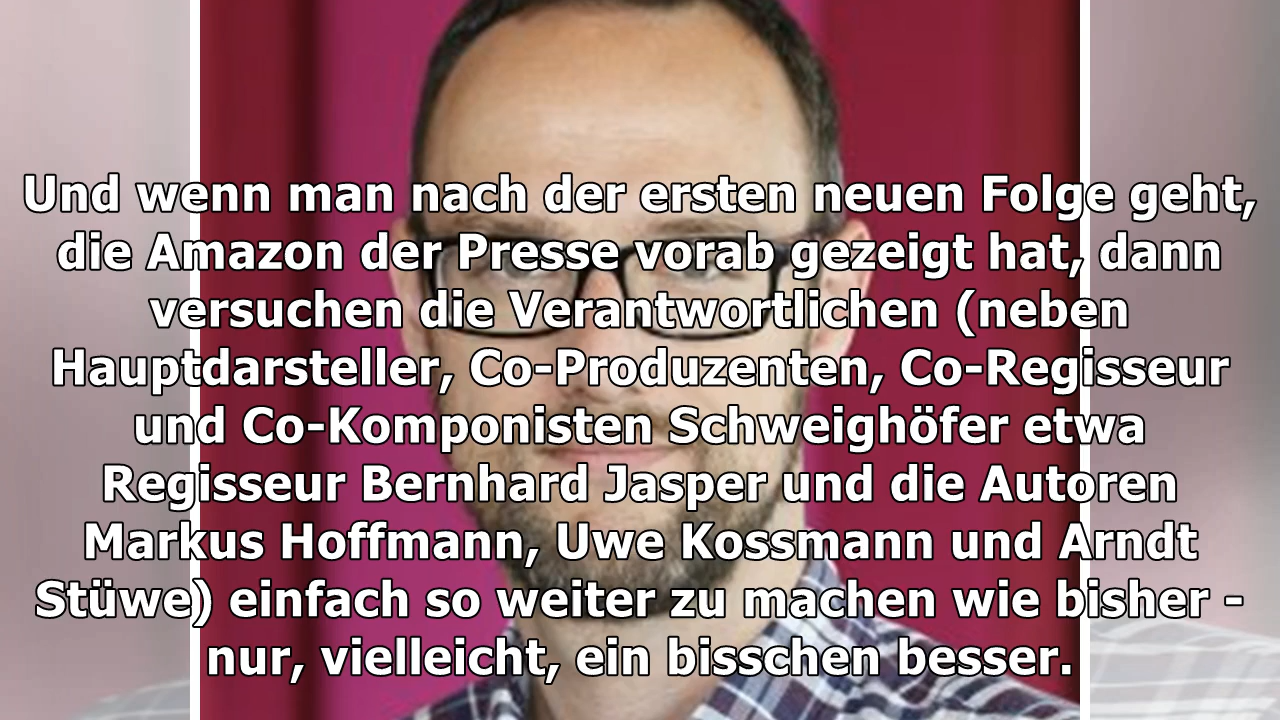 Und wenn man nach der ersten neuen Folge geht,
die Amazon der Presse vorab gezeigt hat, dann
versuchen die Verantwortlichen (neben
Hauptdarsteller, Co-Produzenten, Co-Regisseur
und Co-Komponisten Schweighöfer etwa
Regisseur Bernhard Jasper und die Autoren
Markus Hoffmann, Uwe Kossmann und Arndt
Stüwe) einfach so weiter zu machen wie bisher -
nur, vielleicht, ein bisschen besser.